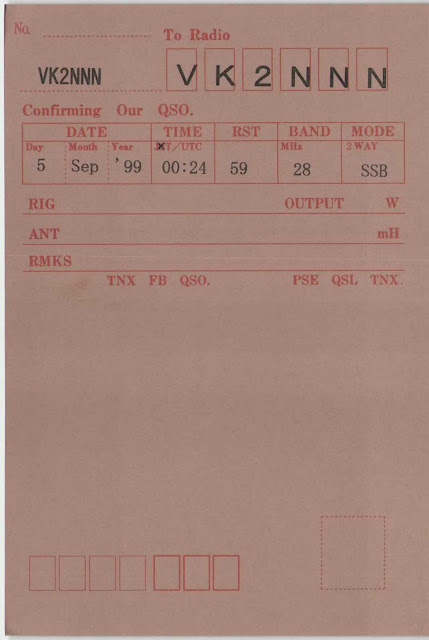 No.
To Radio
VK2NNN VK2NNN
Confirming Our QSO.
DATE TIME RST BAND MODE
Day Month Year JST/UTC MHz 2 WAY
5 Sep '99 00:24 59 28 SSB
RIG OUTPUT W
ANT mH
RMKS
TNX FB QSO. PSE QSL TNX.